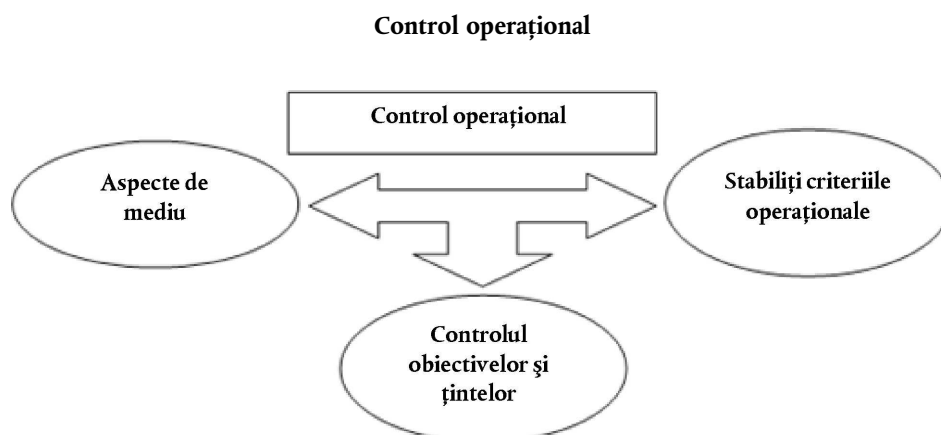 Control operațional
Control operațional
Aspecte de
mediu
Stabiliți criteriile
operaționale
Controlul
obiectivelor şi
țintelor